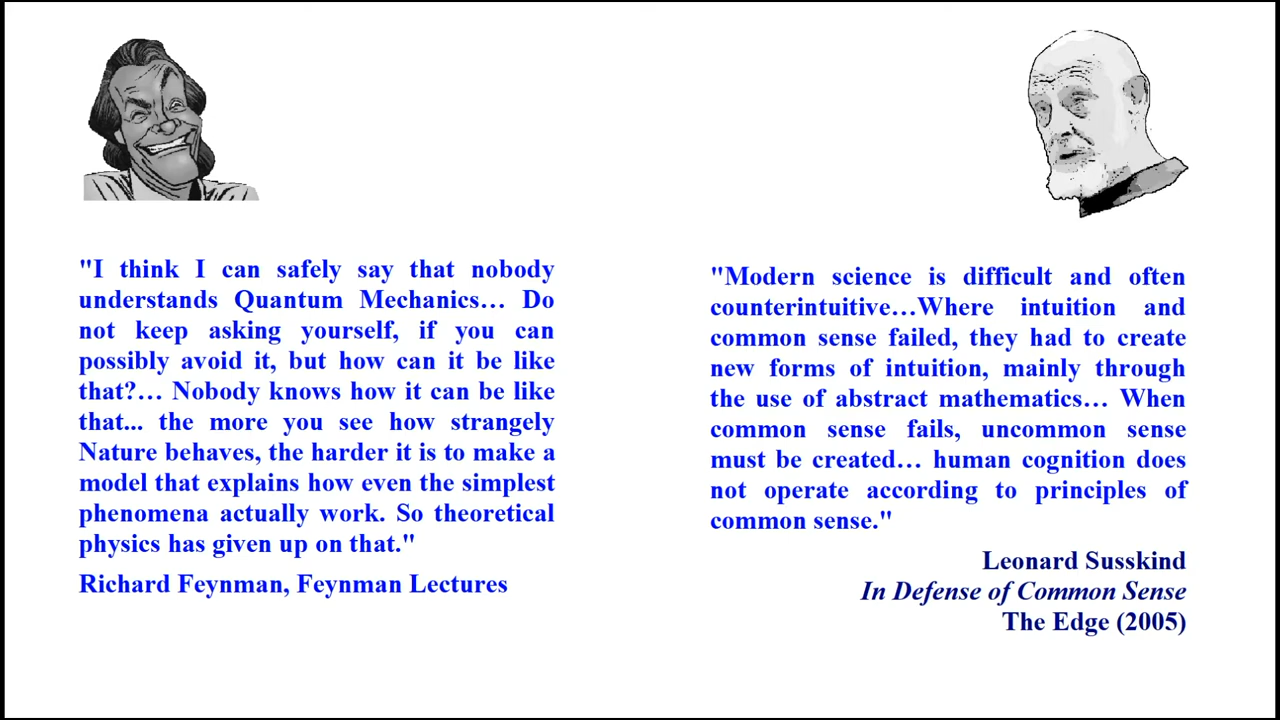 "I think I can safely say that nobody
understands Quantum Mechanics… Do
not keep asking yourself, if you can
possibly avoid it, but how can it be like
that?… Nobody knows how it can be like
that... the more you see how strangely
Nature behaves, the harder it is to make a
model that explains how even the simplest
phenomena actually work. So theoretical
physics has given up on that."
Richard Feynman, Feynman Lectures
"Modern science is difficult and often
counterintuitive…Where intuition and
common sense failed, they had to create
new forms of intuition, mainly through
the use of abstract mathematics… When
common sense fails, uncommon sense
must be created… human cognition does
not operate according to principles of
common sense."
Leonard Susskind
In Defense of Common Sense
The Edge (2005)